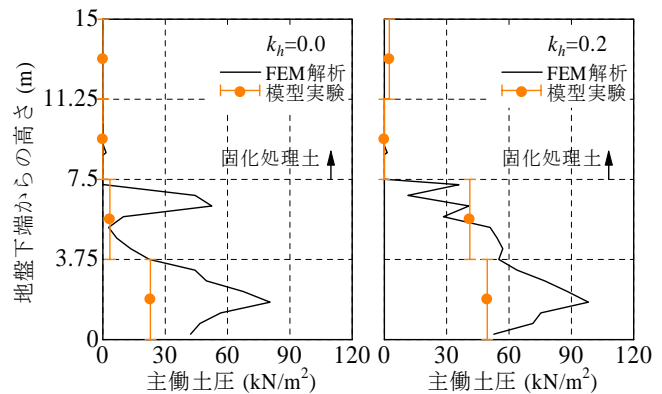 地盤下端からの高さ (m)
15
11.25
7.5
3.75
0
k_h=0.0
FEM解析
模型実験
固化処理土
0
30
60
90
120
主働土圧 (kN/m²)
k_h=0.2
FEM解析
模型実験
固化処理土
0
30
60
90
120
主働土圧 (kN/m²)